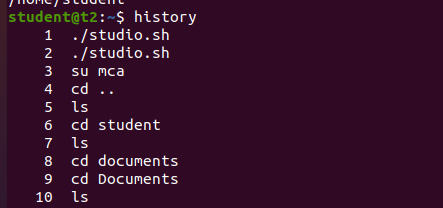 /home/student
student@t2:~$ history
1 ./studio.sh
2 ./studio.sh
3 su mca
4 cd ..
5 ls
6 cd student
7 ls
8 cd documents
9 cd Documents
10 ls